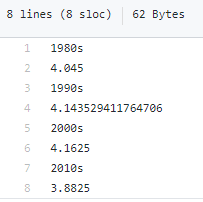 8 lines (8 sloc) 62 Bytes
1 1980s
2 4.045
3 1990s
4 4.143529411764706
5 2000s
6 4.1625
7 2010s
8 3.8825